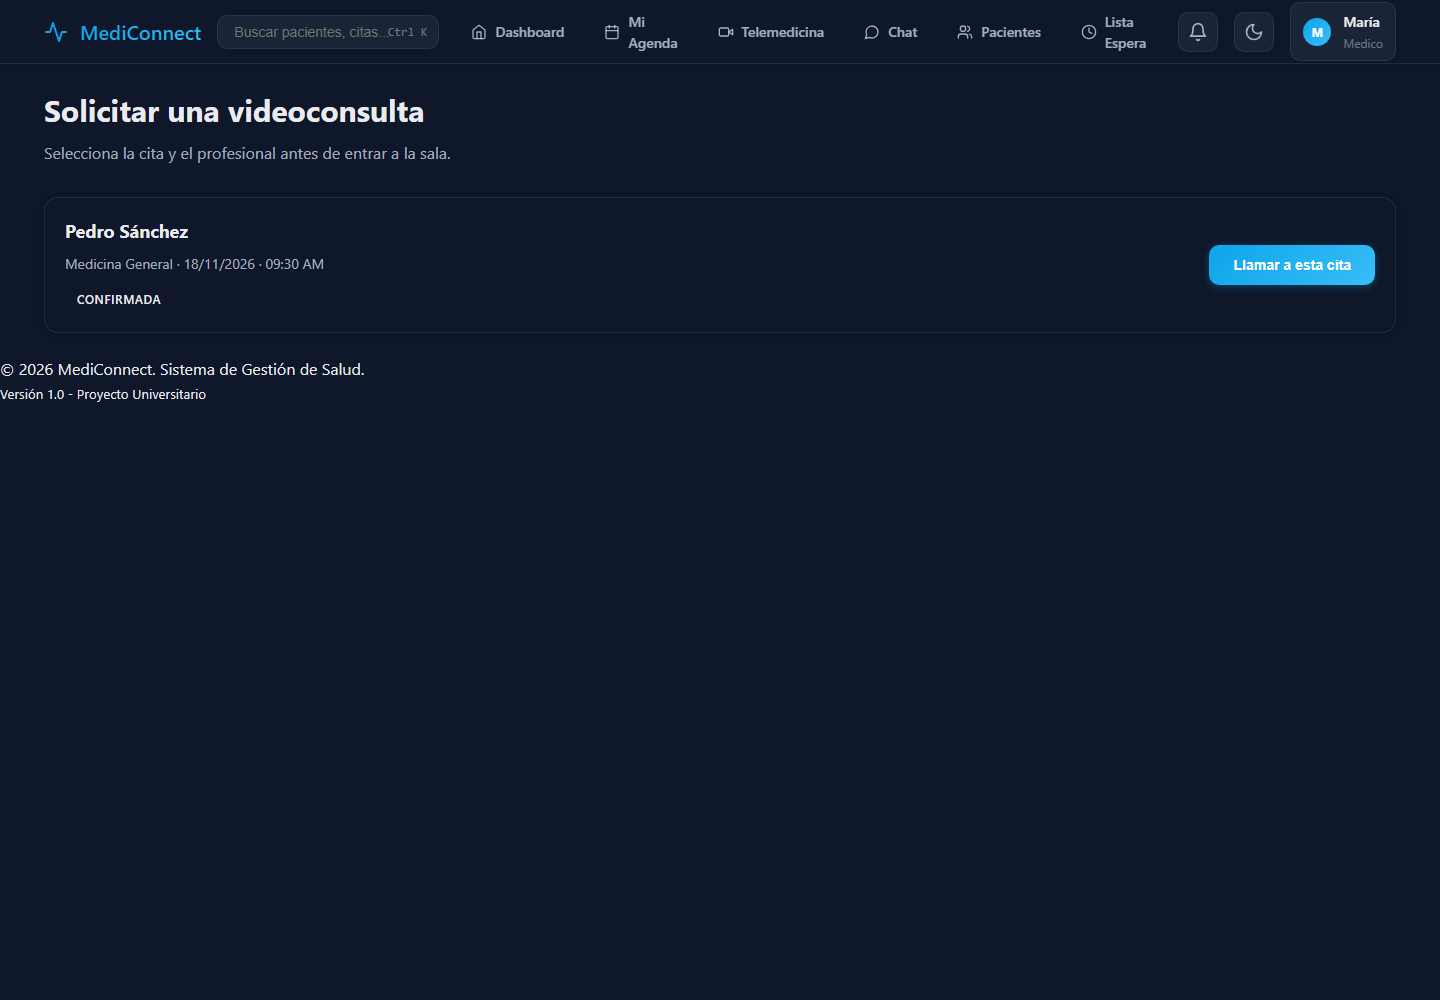 MediConnect
Buscar pacientes, citas... Ctrl K
Dashboard
Mi
Agenda
Telemedicina
Chat
Pacientes
Lista
Espera
M
María
Medico
Solicitar una videoconsulta
Selecciona la cita y el profesional antes de entrar a la sala.
Pedro Sánchez
Medicina General · 18/11/2026 · 09:30 AM
CONFIRMADA
Llamar a esta cita
© 2026 MediConnect. Sistema de Gestión de Salud.
Versión 1.0 - Proyecto Universitario